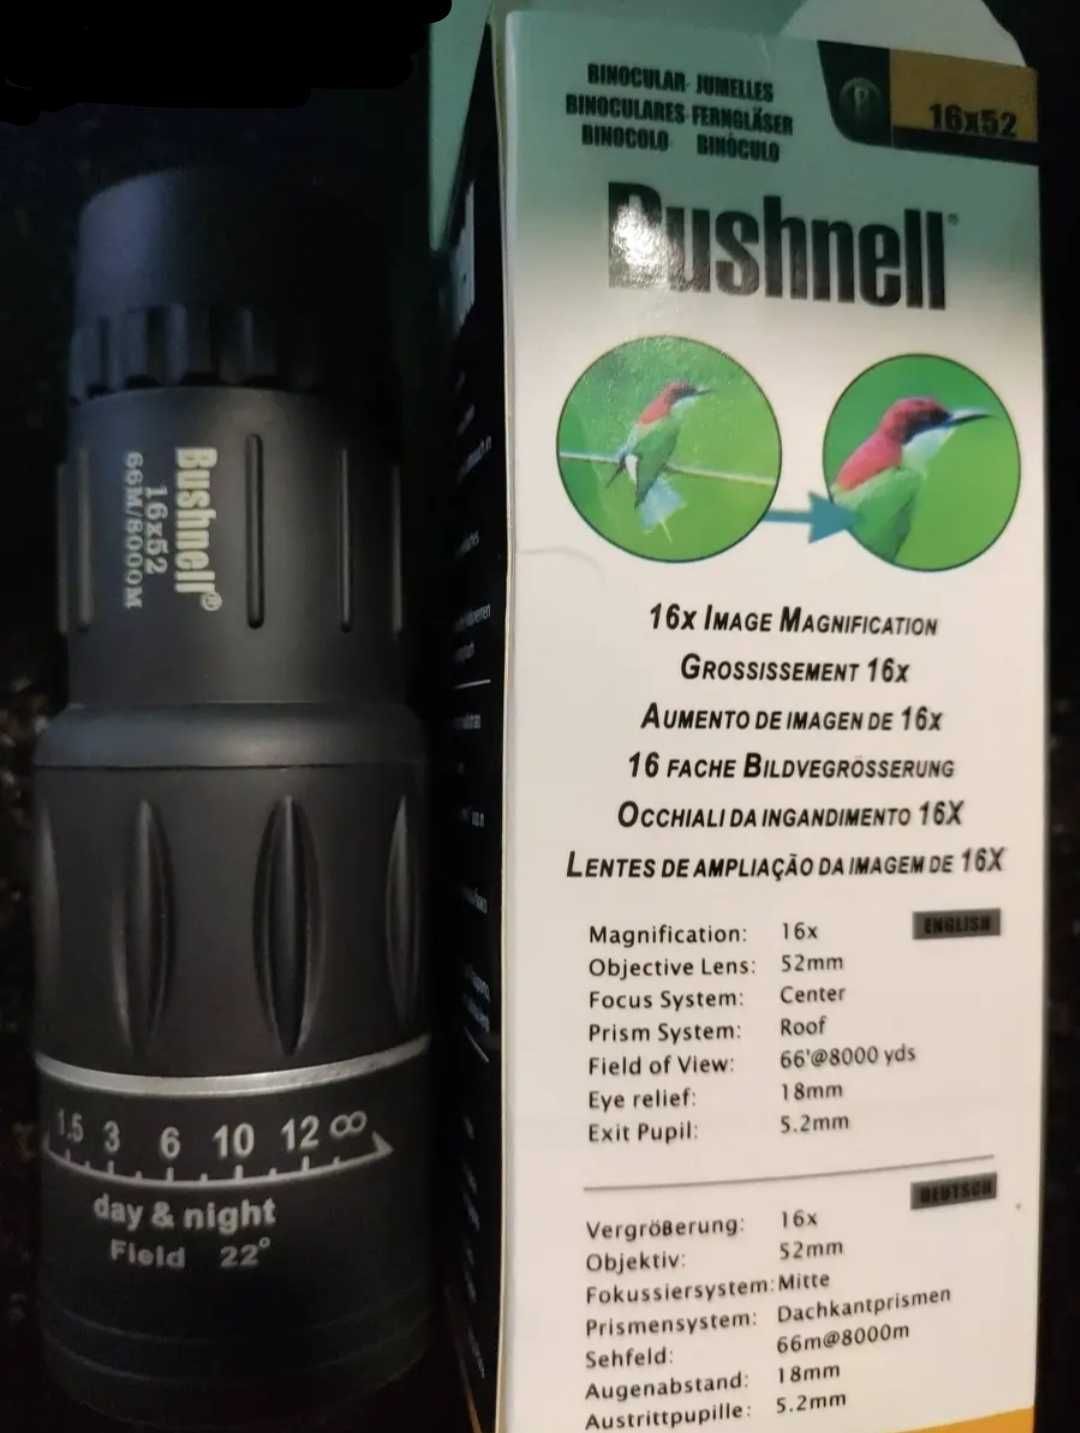 BINOCULAR· JUMELLES
BINOCULARES·FERNGLÄSER
BINOCOLO BINÓCULO
16x52
Bushnell®
16x IMAGE MAGNIFICATION
GROSSISSEMENT 16x
AUMENTO DE IMAGEN DE 16x
16 FACHE BILDVEGRÖSSERUNG
OCCHIALI DA INGANDIMENTO 16X
LENTES DE AMPLIAÇÃO DA IMAGEM DE 16X
ENGLISH
Magnification: 16x
Objective Lens: 52mm
Focus System: Center
Prism System: Roof
Field of View: 66'@8000 yds
Eye relief: 18mm
Exit Pupil: 5.2mm
DEUTSCH
Vergrößerung: 16x
Objektiv: 52mm
Fokussiersystem: Mitte
Prismensystem: Dachkantprismen
Sehfeld: 66m@8000m
Augenabstand: 18mm
Austrittpupille: 5.2mm
Bushnell®
16x52
66M/8000M
1.5 3 6 10 12 ∞
day & night
Field 22°